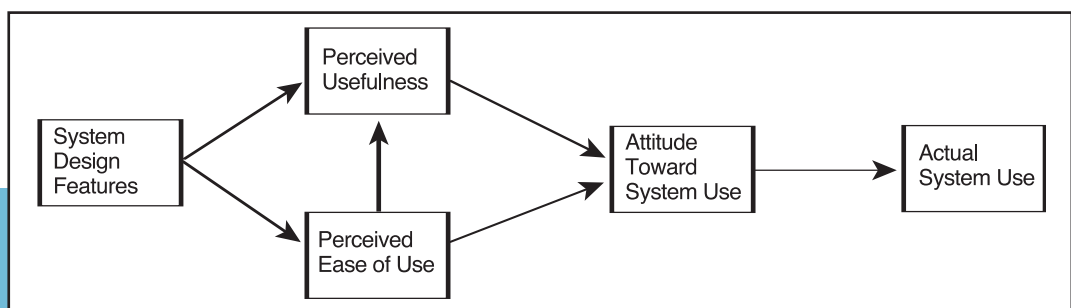 System
Design
Features
Perceived
Usefulness
Perceived
Ease of Use
Attitude
Toward
System Use
Actual
System Use